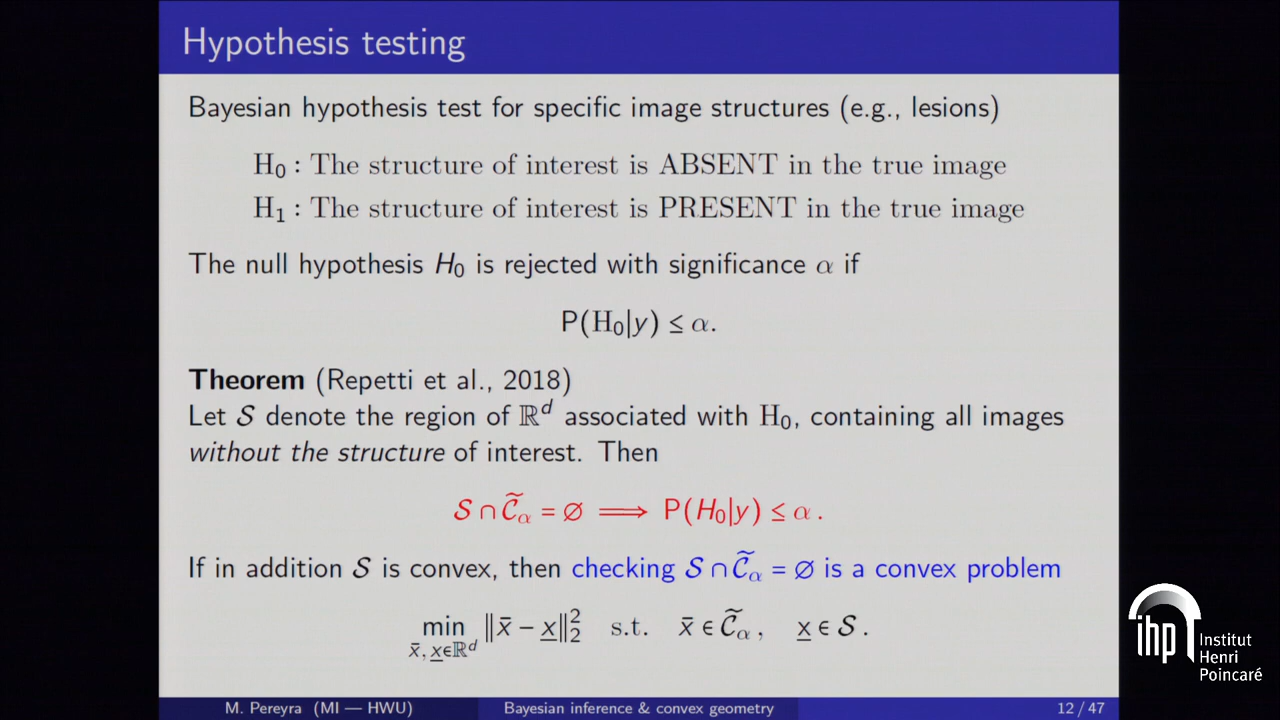 Hypothesis testing
Bayesian hypothesis test for specific image structures (e.g., lesions)
H₀ : The structure of interest is ABSENT in the true image
H₁ : The structure of interest is PRESENT in the true image
The null hypothesis H₀ is rejected with significance α if
P(H₀|y) ≤ α.
Theorem (Repetti et al., 2018)
Let 𝒮 denote the region of ℝᵈ associated with H₀, containing all images
without the structure of interest. Then
𝒮 ∩ 𝒞̃_α = ∅ ⟹ P(H₀|y) ≤ α .
If in addition 𝒮 is convex, then checking 𝒮 ∩ 𝒞̃_α = ∅ is a convex problem
min_{x̄, x̲∈ℝᵈ} ‖x̄ − x̲‖₂² s.t. x̄ ∈ 𝒞̃_α , x̲ ∈ 𝒮 .
M. Pereyra (MI — HWU) Bayesian inference & convex geometry 12 / 47
ihp Institut
Henri
Poincaré